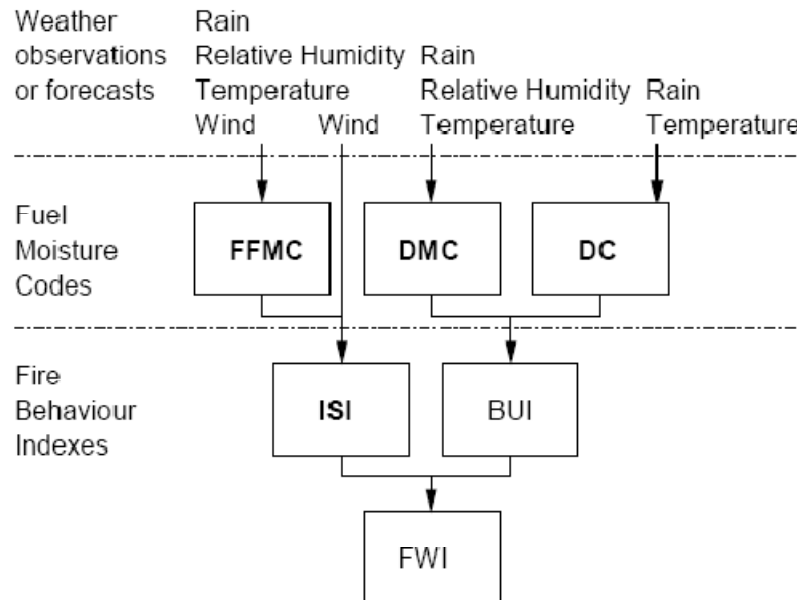 Weather
observations
or forecasts
Rain
Relative Humidity
Temperature
Wind
Wind
Rain
Relative Humidity
Temperature
Rain
Temperature
Fuel
Moisture
Codes
FFMC
DMC
DC
Fire
Behaviour
Indexes
ISI
BUI
FWI